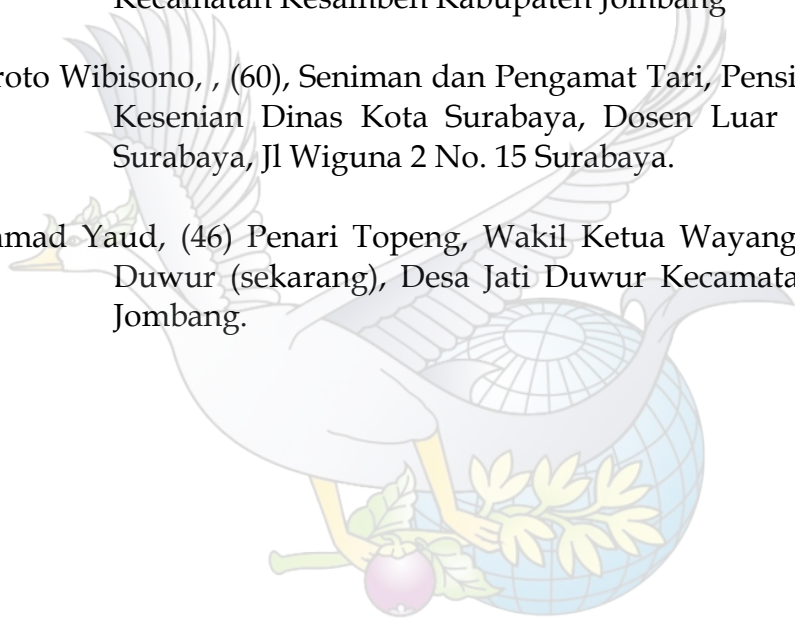 Kecamatan Kesamben Kabupaten Jombang
roto Wibisono, , (60), Seniman dan Pengamat Tari, Pensi
Kesenian Dinas Kota Surabaya, Dosen Luar
Surabaya, Jl Wiguna 2 No. 15 Surabaya.
mad Yaud, (46) Penari Topeng, Wakil Ketua Wayang
Duwur (sekarang), Desa Jati Duwur Kecamata
Jombang.